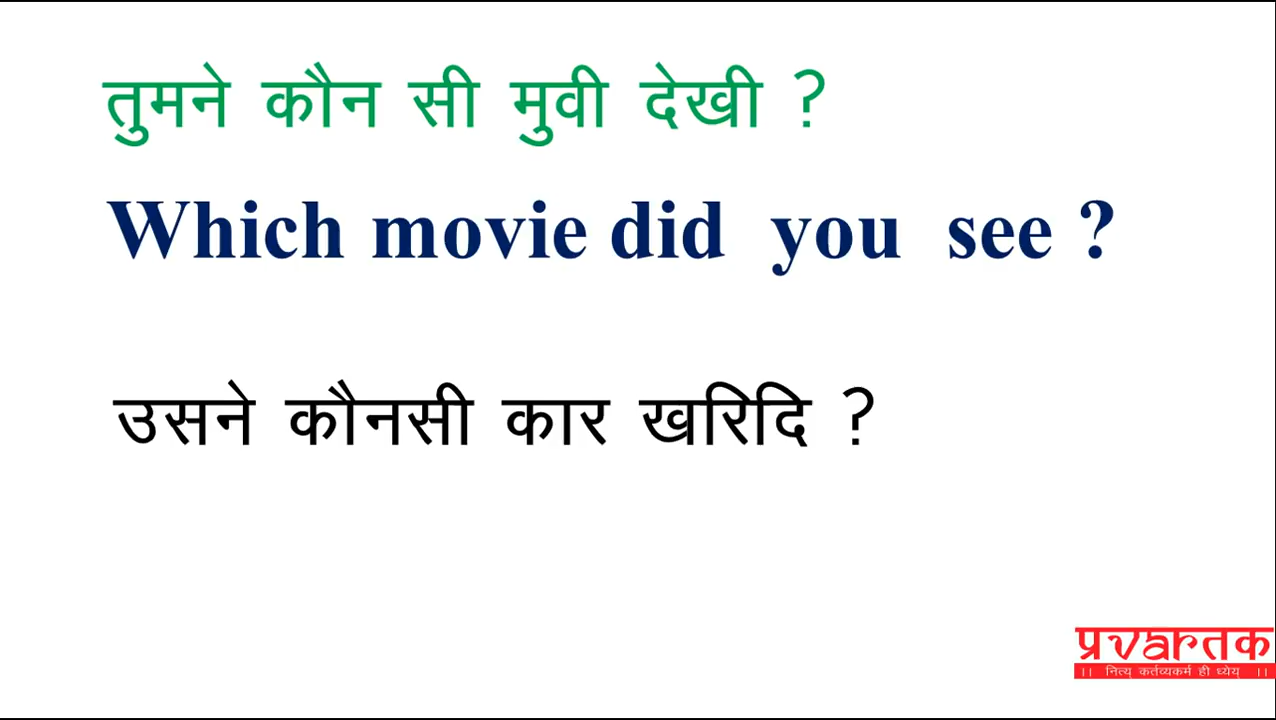 तुमने कौन सी मुवी देखी ?
Which movie did you see ?
उसने कौनसी कार खरिदि ?
प्रvartक
।। नित्य् कर्तव्यकर्म ही ध्येय् ।।